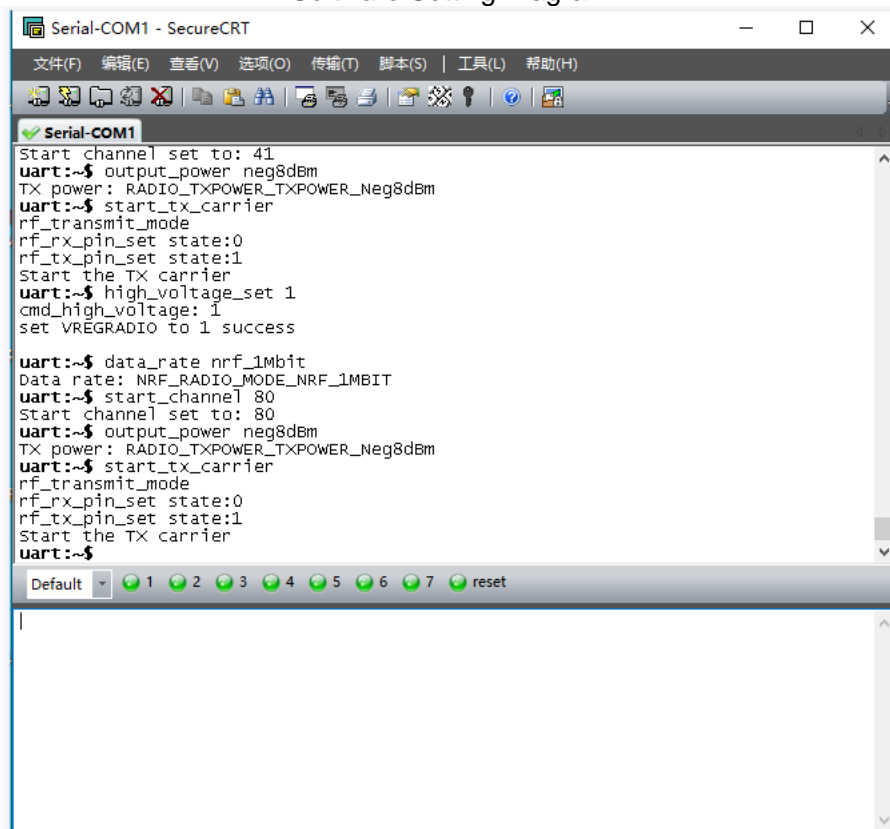 Software Setting Diagram
Serial-COM1 - SecureCRT
文件(F) 编辑(E) 查看(V) 选项(O) 传输(T) 脚本(S) | 工具(L) 帮助(H)
Serial-COM1
Start channel set to: 41
uart:~$ output_power neg8dBm
TX power: RADIO_TXPOWER_TXPOWER_Neg8dBm
uart:~$ start_tx_carrier
rf_transmit_mode
rf_rx_pin_set state:0
rf_tx_pin_set state:1
Start the TX carrier
uart:~$ high_voltage_set 1
cmd_high_voltage: 1
set VREGRADIO to 1 success
uart:~$ data_rate nrf_1Mbit
Data rate: NRF_RADIO_MODE_NRF_1MBIT
uart:~$ start_channel 80
Start channel set to: 80
uart:~$ output_power neg8dBm
TX power: RADIO_TXPOWER_TXPOWER_Neg8dBm
uart:~$ start_tx_carrier
rf_transmit_mode
rf_rx_pin_set state:0
rf_tx_pin_set state:1
Start the TX carrier
uart:~$
Default 1 2 3 4 5 6 7 reset